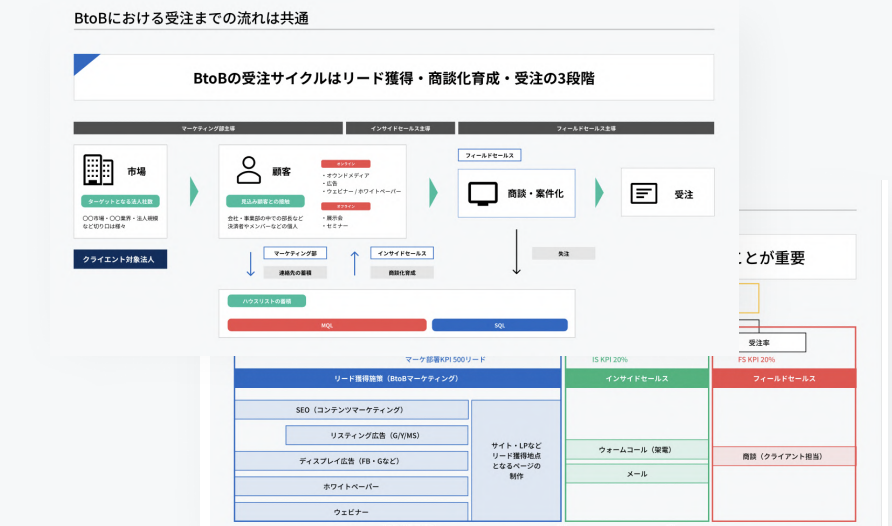 BtoBにおける受注までの流れは共通
BtoBの受注サイクルはリード獲得・商談化育成・受注の3段階
マーケティング部主導
インサイドセールス主導
フィールドセールス主導
市場
ターゲットとなる法人社数
〇〇市場・〇〇業界・法人規模
など切り口は様々
クライエント対象法人
顧客
見込み顧客との接触
会社・事業部の中での部長など
決済者やメンバーなどの個人
オンライン
・オウンドメディア
・広告
・ウェビナー / ホワイトペーパー
オフライン
・展示会
・セミナー
フィールドセールス
商談・案件化
受注
マーケティング部
連絡先の蓄積
インサイドセールス
商談化育成
失注
ハウスリストの蓄積
MQL
SQL
ことが重要
受注率
マーケ部署KPI 500リード
IS KPI 20%
FS KPI 20%
リード獲得施策（BtoBマーケティング）
インサイドセールス
フィールドセールス
SEO（コンテンツマーケティング）
リスティング広告（G/Y/MS）
ディスプレイ広告（FB・Gなど）
ホワイトペーパー
ウェビナー
サイト・LPなど
リード獲得地点
となるページの
制作
ウォームコール（架電）
メール
商談（クライアント担当）